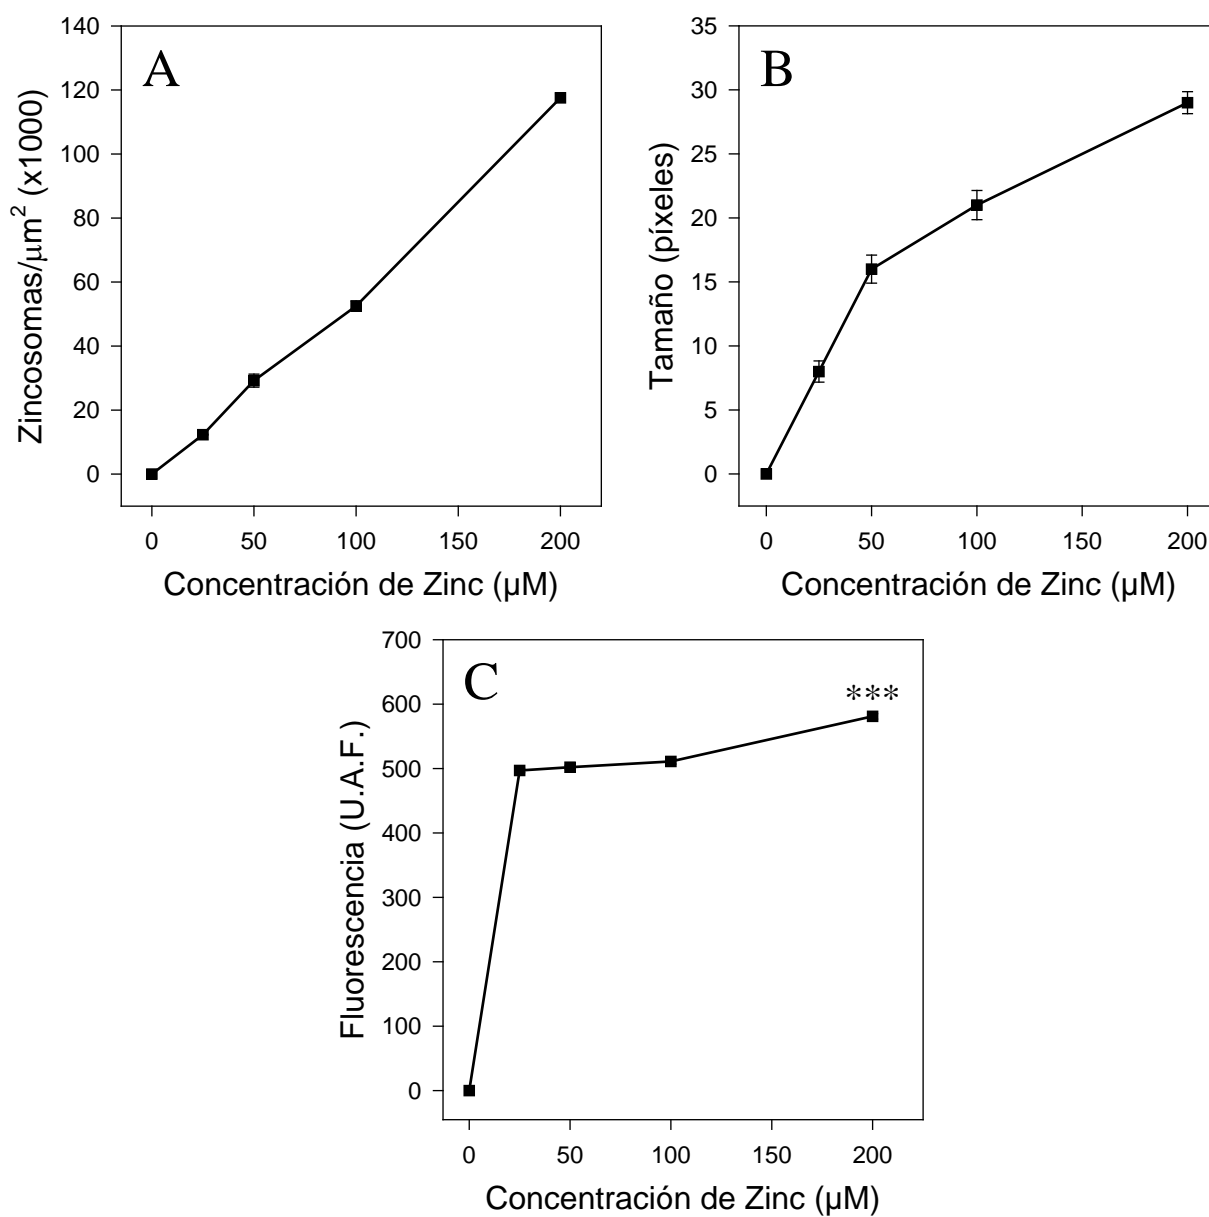 A
Zincosomas/μm² (x1000)
140
120
100
80
60
40
20
0
0 50 100 150 200
Concentración de Zinc (μM)
B
Tamaño (píxeles)
35
30
25
20
15
10
5
0
0 50 100 150 200
Concentración de Zinc (μM)
C
***
Fluorescencia (U.A.F.)
700
600
500
400
300
200
100
0
0 50 100 150 200
Concentración de Zinc (μM)